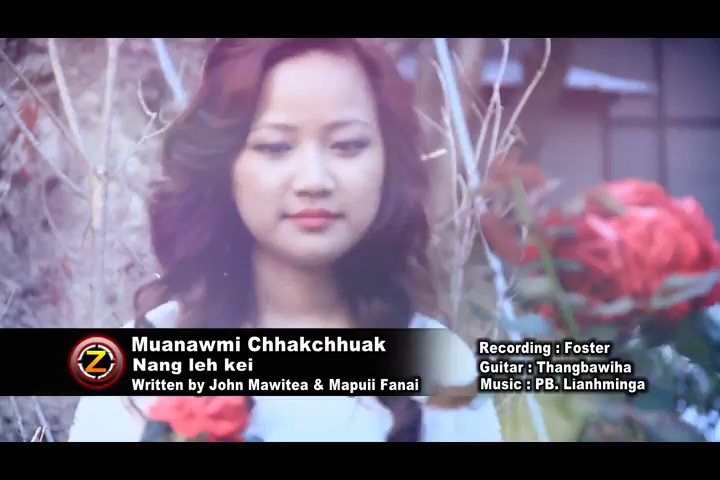 Muanawmi Chhakchhuak
Nang leh kei
Written by John Mawitea & Mapuii Fanai
Z
Recording : Foster
Guitar : Thangbawiha
Music : PB. Lianhminga